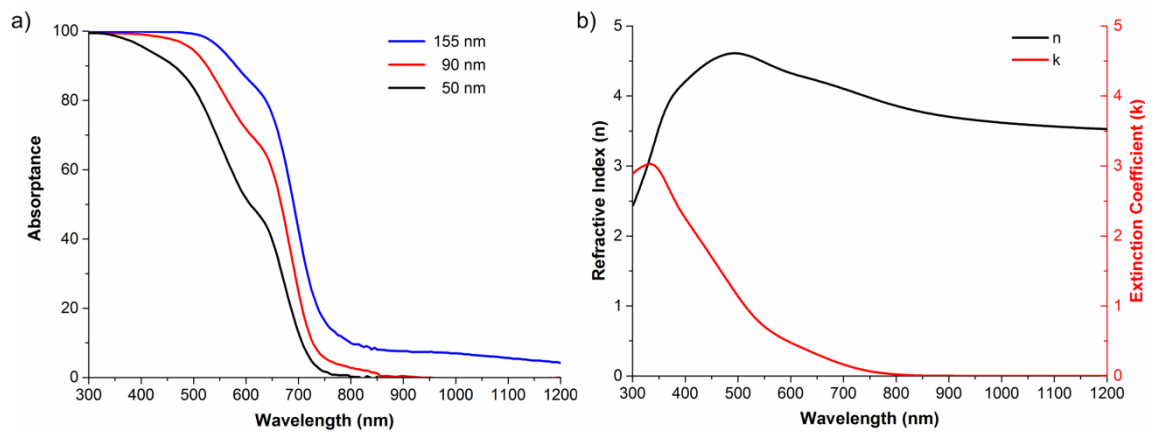 a)
100
80
60
40
20
0
Absorptance
155 nm
90 nm
50 nm
300 400 500 600 700 800 900 1000 1100 1200
Wavelength (nm)
b)
5
4
3
2
1
0
Refractive Index (n)
n
k
5
4
3
2
1
0
Extinction Coefficient (k)
300 400 500 600 700 800 900 1000 1100 1200
Wavelength (nm)